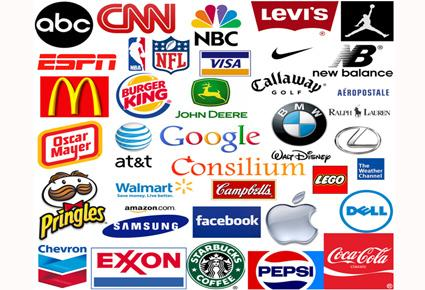 abc
CNN
NBC
LEVI'S
ESPN
NBA
NFL
VISA
new balance
M
BURGER
KING
JOHN DEERE
Callaway
GOLF
BMW
AÉROPOSTALE
RALPH LAUREN
Oscar
Mayer
at&t
Google
Consilium
WALT DISNEY
The
Weather
Channel
Pringles
Walmart
Save money. Live better.
Campbell's
LEGO
amazon.com
SAMSUNG
facebook
DELL
Chevron
EXXON
STARBUCKS
COFFEE
PEPSI
Coca-Cola
CLASSIC